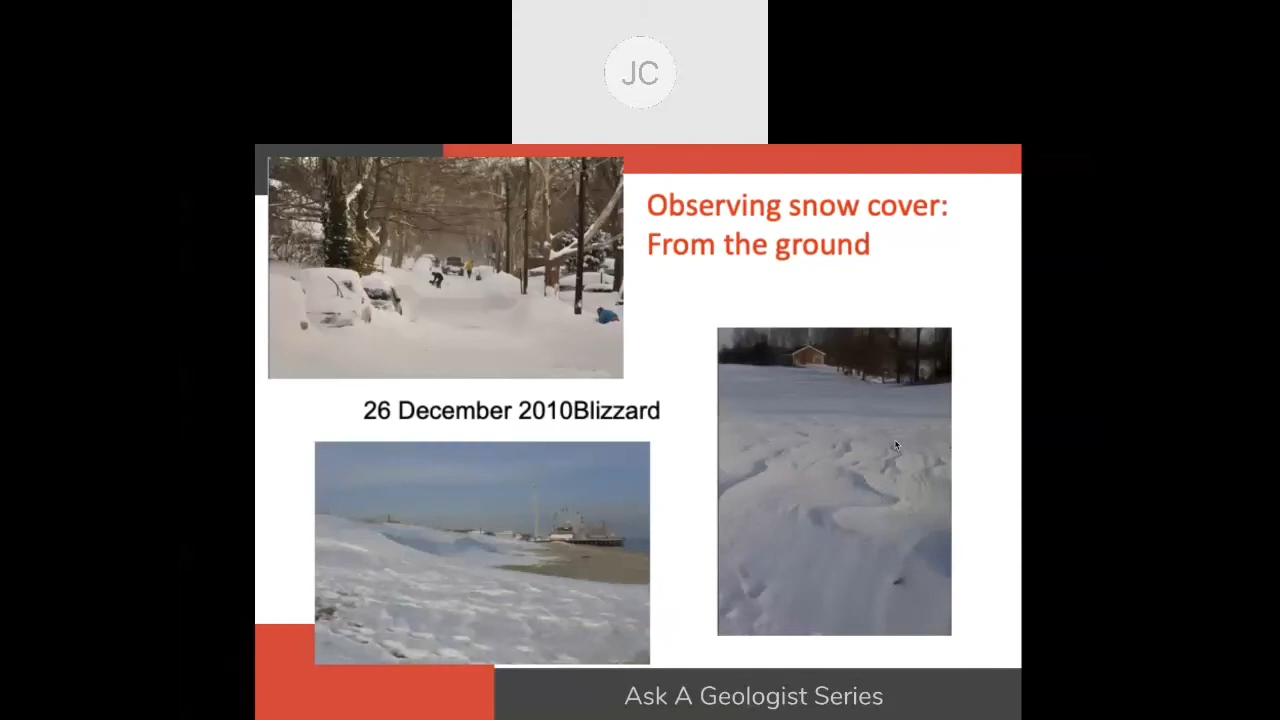 JC
Observing snow cover:
From the ground
26 December 2010Blizzard
Ask A Geologist Series